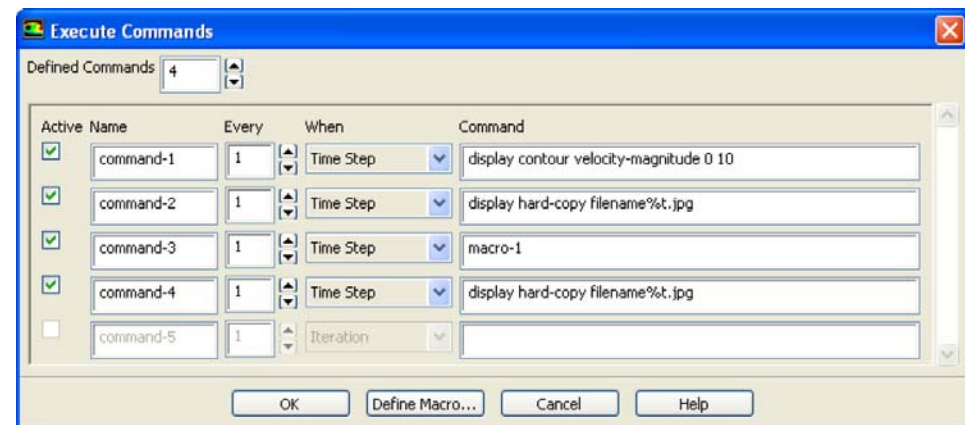 Execute Commands
Defined Commands 4
Active Name Every When Command
command-1 1 Time Step display contour velocity-magnitude 0 10
command-2 1 Time Step display hard-copy filename%t.jpg
command-3 1 Time Step macro-1
command-4 1 Time Step display hard-copy filename%t.jpg
command-5 1 Iteration
OK Define Macro... Cancel Help